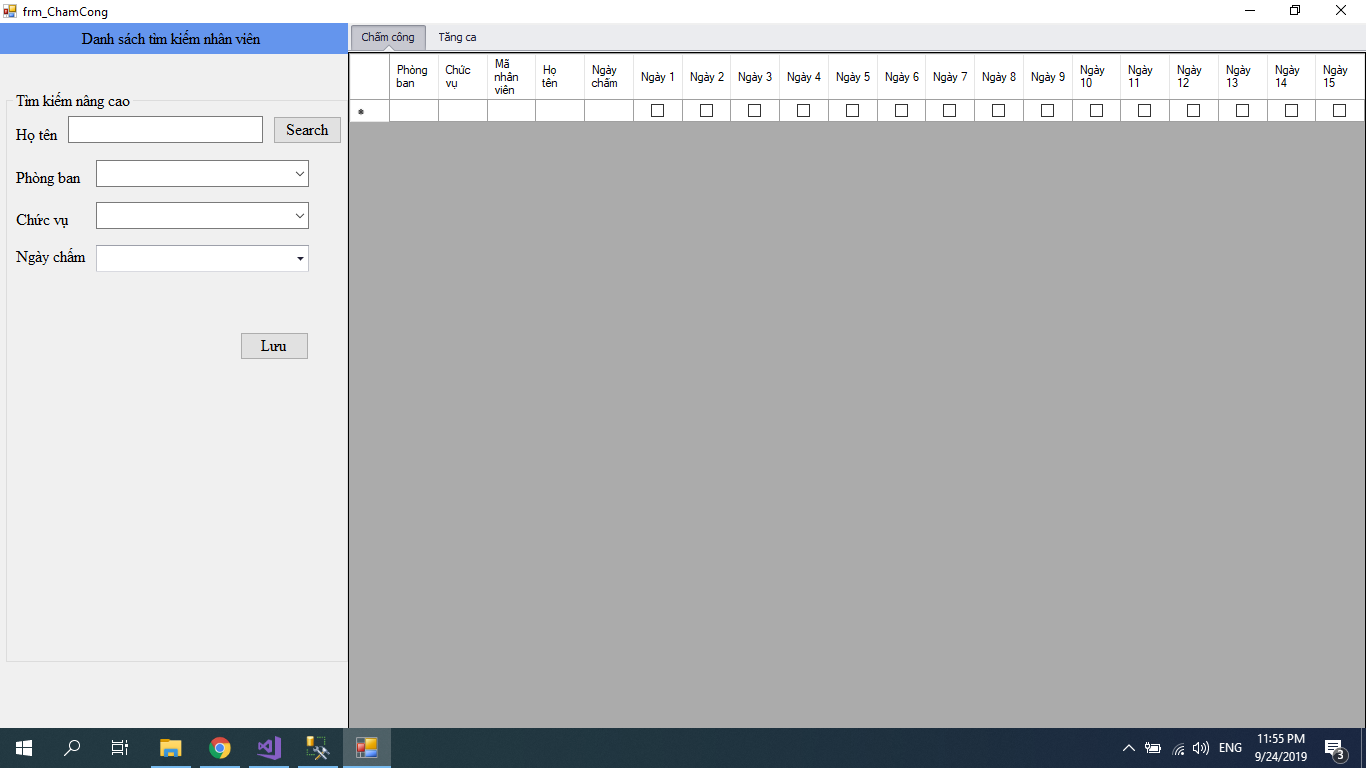 frm_ChamCong
Danh sách tìm kiếm nhân viên
Tìm kiếm nâng cao
Họ tên
Search
Phòng ban
Chức vụ
Ngày chấm
Lưu
Chấm công
Tăng ca
Phòng ban
Chức vụ
Mã nhân viên
Họ tên
Ngày chấm
Ngày 1
Ngày 2
Ngày 3
Ngày 4
Ngày 5
Ngày 6
Ngày 7
Ngày 8
Ngày 9
Ngày 10
Ngày 11
Ngày 12
Ngày 13
Ngày 14
Ngày 15
*
ENG
11:55 PM
9/24/2019
3